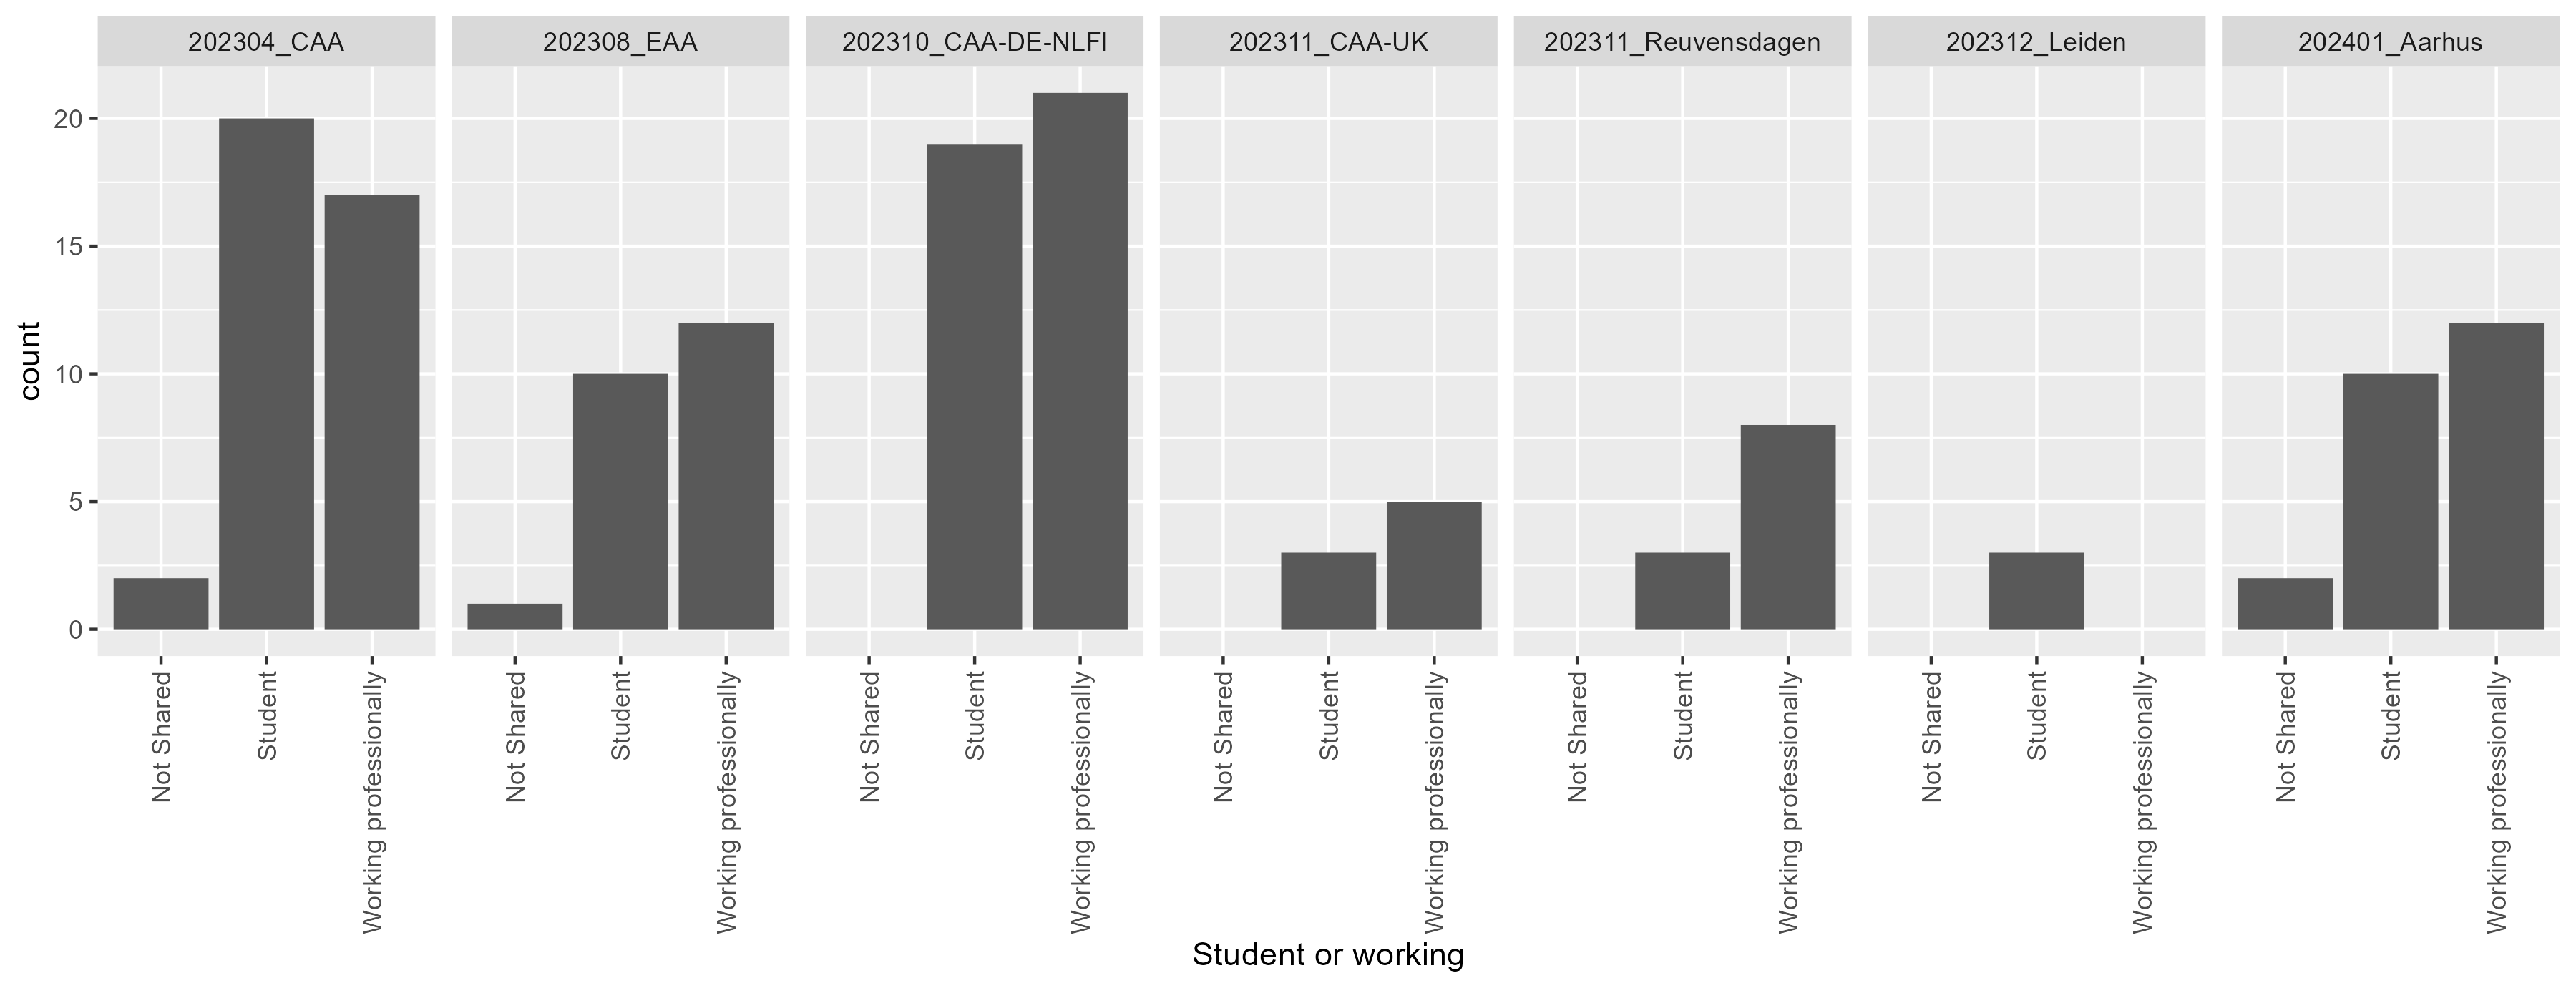 202304_CAA
202308_EAA
202310_CAA-DE-NLFI
202311_CAA-UK
202311_Reuvensdagen
202312_Leiden
202401_Aarhus
count
20
15
10
5
0
Not Shared
Student
Working professionally
Not Shared
Student
Working professionally
Not Shared
Student
Working professionally
Not Shared
Student
Working professionally
Not Shared
Student
Working professionally
Not Shared
Student
Working professionally
Not Shared
Student
Working professionally
Student or working